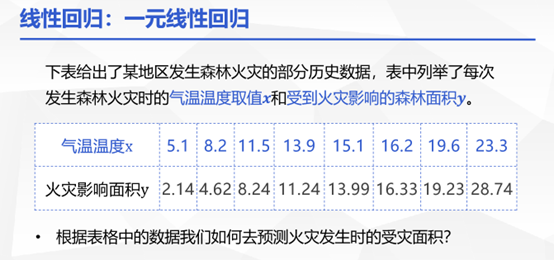 线性回归：一元线性回归
下表给出了某地区发生森林火灾的部分历史数据，表中列举了每次
发生森林火灾时的气温温度取值x和受到火灾影响的森林面积y。
气温温度x 5.1 8.2 11.5 13.9 15.1 16.2 19.6 23.3
火灾影响面积y 2.14 4.62 8.24 11.24 13.99 16.33 19.23 28.74
• 根据表格中的数据我们如何去预测火灾发生时的受灾面积？